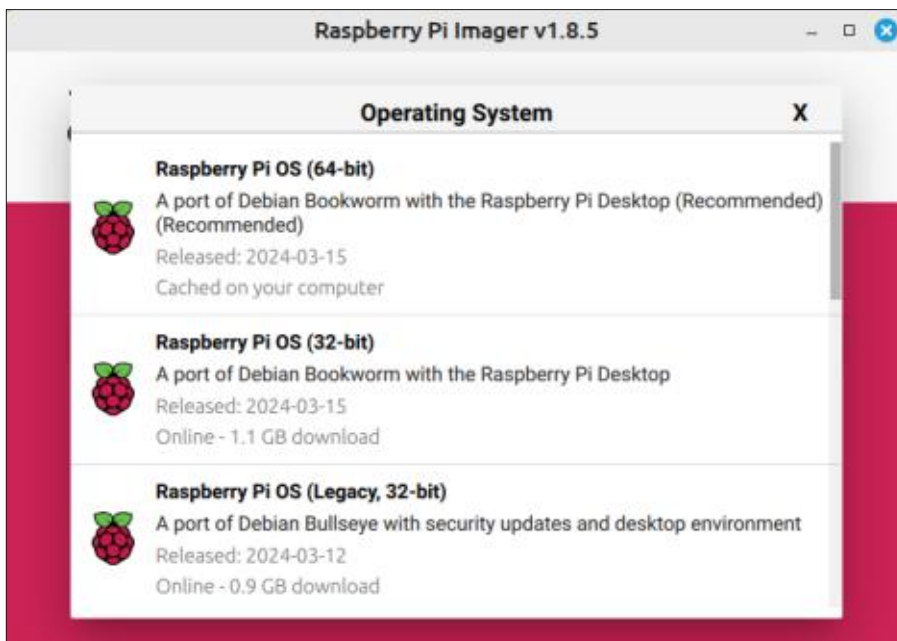 Raspberry Pi Imager v1.8.5
Operating System
X
Raspberry Pi OS (64-bit)
A port of Debian Bookworm with the Raspberry Pi Desktop (Recommended)
(Recommended)
Released: 2024-03-15
Cached on your computer
Raspberry Pi OS (32-bit)
A port of Debian Bookworm with the Raspberry Pi Desktop
Released: 2024-03-15
Online - 1.1 GB download
Raspberry Pi OS (Legacy, 32-bit)
A port of Debian Bullseye with security updates and desktop environment
Released: 2024-03-12
Online - 0.9 GB download